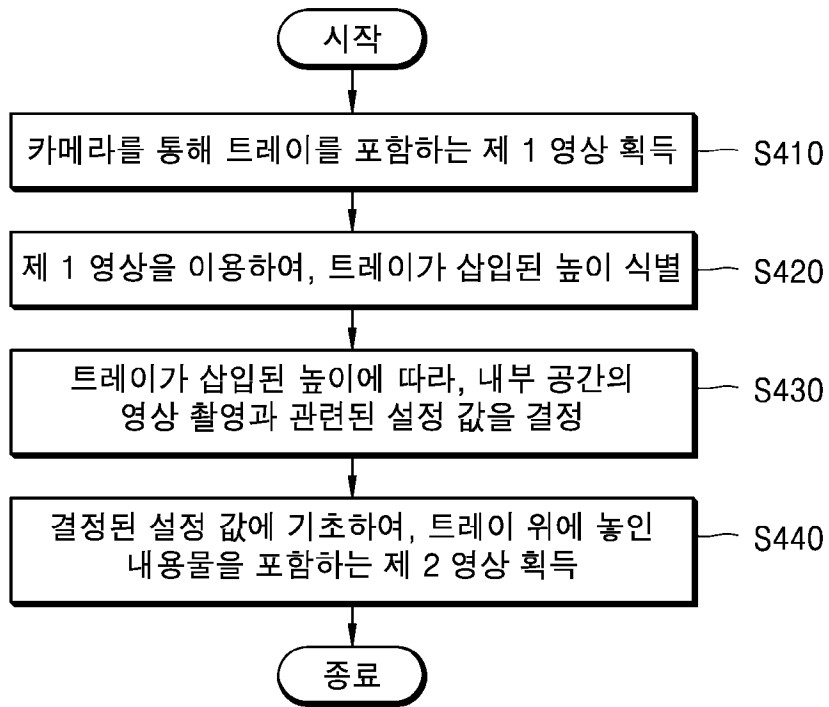 시작
카메라를 통해 트레이를 포함하는 제 1 영상 획득
S410
제 1 영상을 이용하여, 트레이가 삽입된 높이 식별
S420
트레이가 삽입된 높이에 따라, 내부 공간의
영상 촬영과 관련된 설정 값을 결정
S430
결정된 설정 값에 기초하여, 트레이 위에 놓인
내용물을 포함하는 제 2 영상 획득
S440
종료